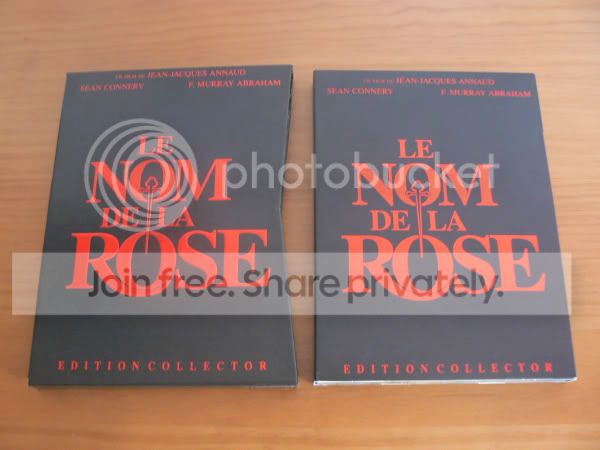 UN FILM DE JEAN-JACQUES ANNAUD
SEAN CONNERY F. MURRAY ABRAHAM
LE
NOM
DE LA
ROSE
EDITION COLLECTOR
UN FILM DE JEAN-JACQUES ANNAUD
SEAN CONNERY F. MURRAY ABRAHAM
LE
NOM
DE LA
ROSE
EDITION COLLECTOR
photobucket
Join free. Share privately.